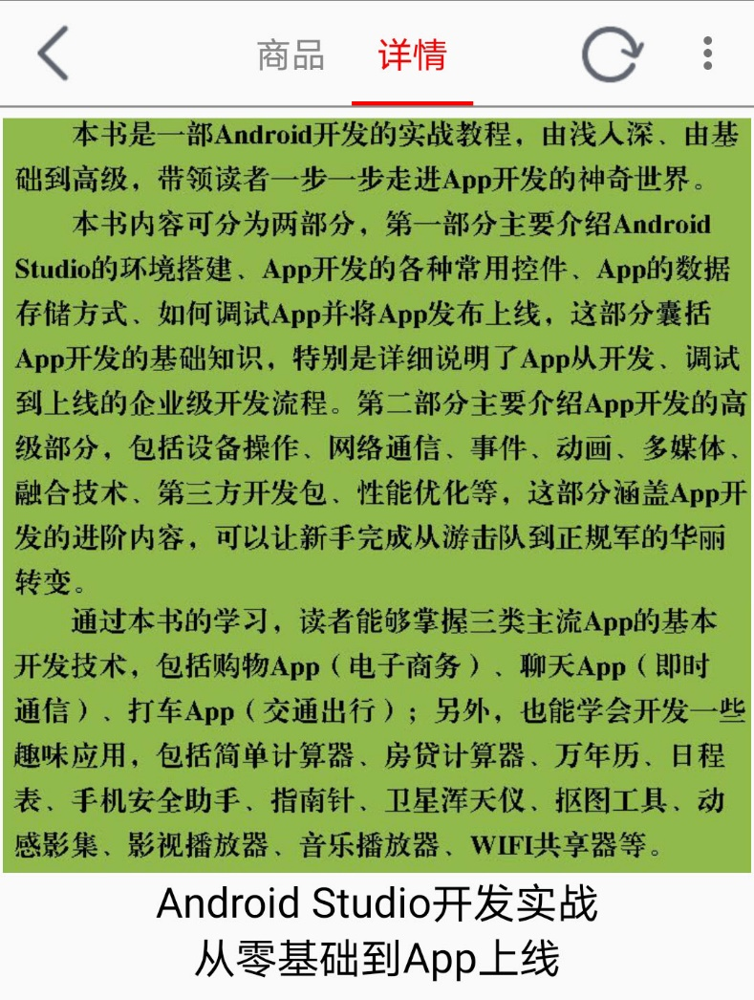 商品 详情
本书是一部Android开发的实战教程，由浅入深、由基
础到高级，带领读者一步一步走进App开发的神奇世界。
本书内容可分为两部分，第一部分主要介绍Android
Studio的环境搭建、App开发的各种常用控件、App的数据
存储方式、如何调试App并将App发布上线，这部分囊括
App开发的基础知识，特别是详细说明了App从开发、调试
到上线的企业级开发流程。第二部分主要介绍App开发的高
级部分，包括设备操作、网络通信、事件、动画、多媒体、
融合技术、第三方开发包、性能优化等，这部分涵盖App开
发的进阶内容，可以让新手完成从游击队到正规军的华丽
转变。
通过本书的学习，读者能够掌握三类主流App的基本
开发技术，包括购物App（电子商务）、聊天App（即时
通信）、打车App（交通出行）；另外，也能学会开发一些
趣味应用，包括简单计算器、房贷计算器、万年历、日程
表、手机安全助手、指南针、卫星浑天仪、抠图工具、动
感影集、影视播放器、音乐播放器、WIFI共享器等。
Android Studio开发实战
从零基础到App上线